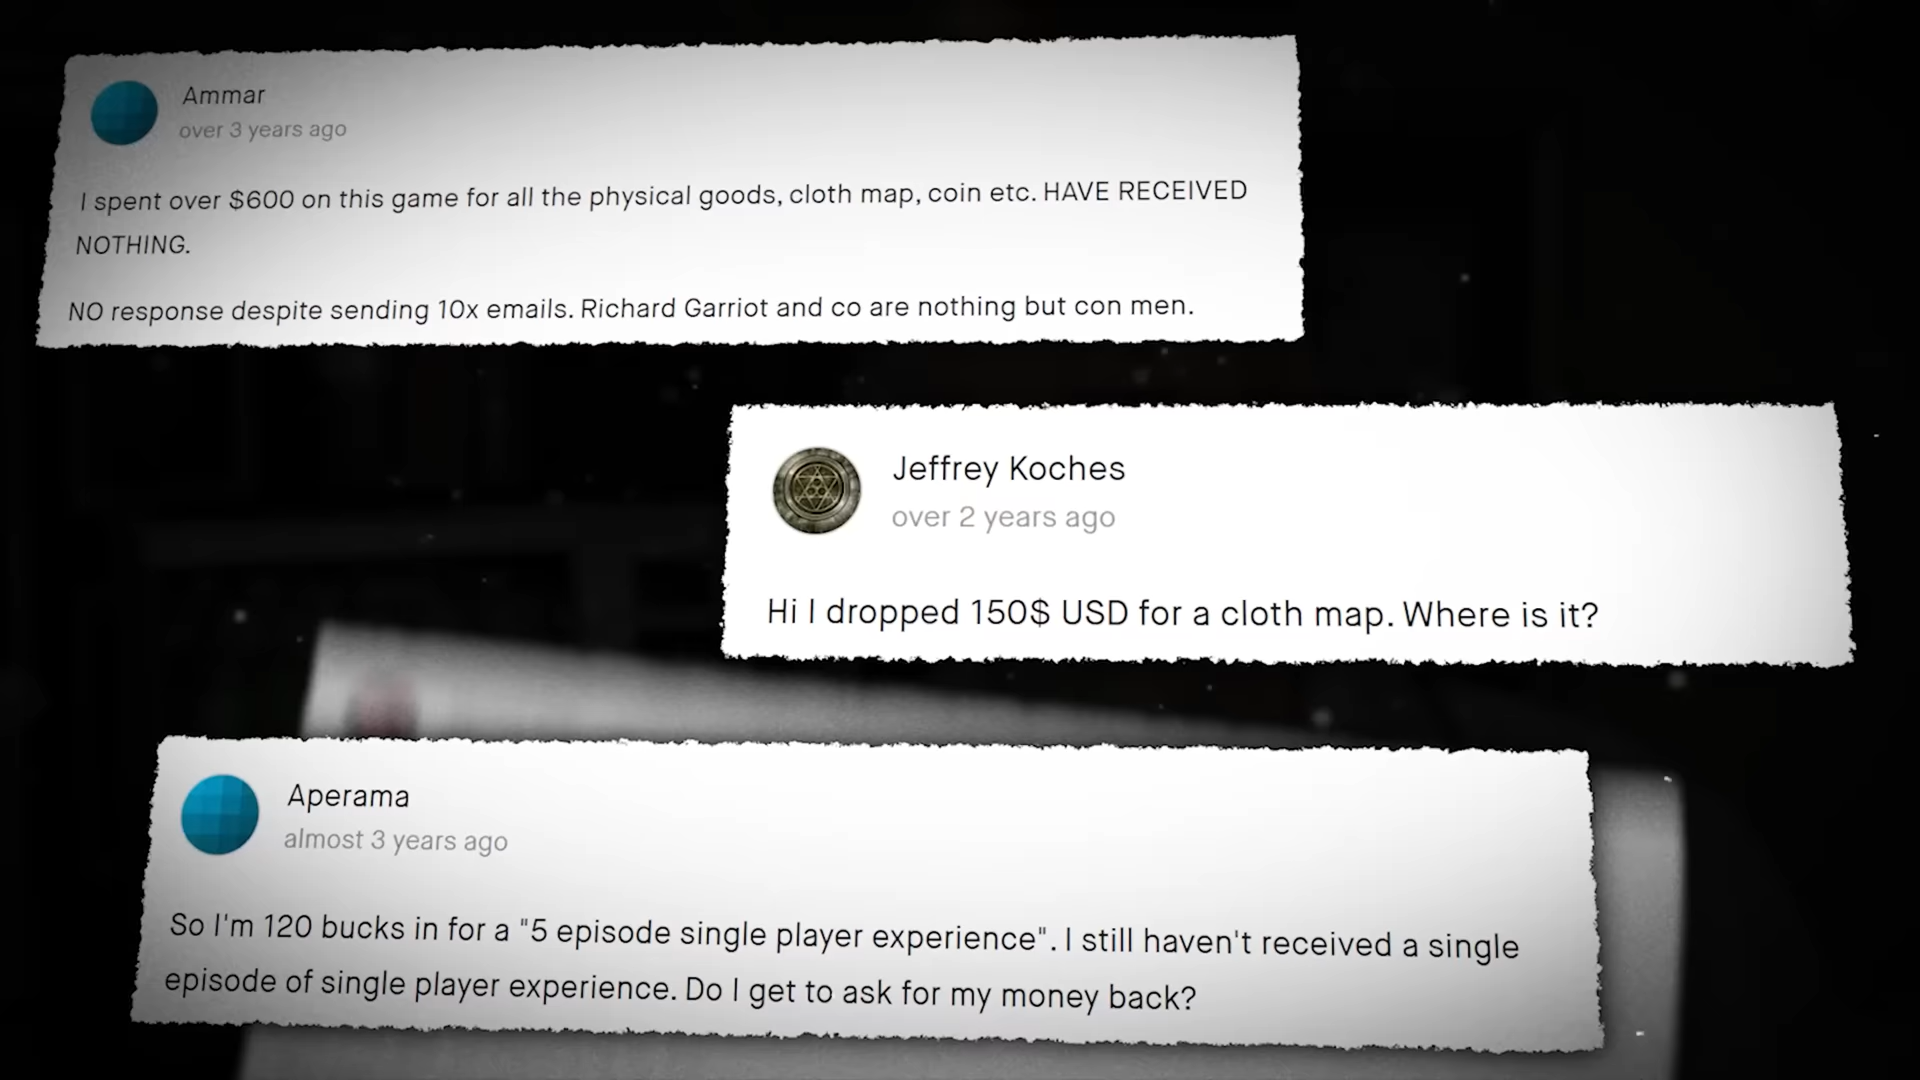 Ammar
over 3 years ago
I spent over $600 on this game for all the physical goods, cloth map, coin etc. HAVE RECEIVED
NOTHING.
NO response despite sending 10x emails. Richard Garriot and co are nothing but con men.
Jeffrey Koches
over 2 years ago
Hi I dropped 150$ USD for a cloth map. Where is it?
Aperama
almost 3 years ago
So I'm 120 bucks in for a "5 episode single player experience". I still haven't received a single
episode of single player experience. Do I get to ask for my money back?